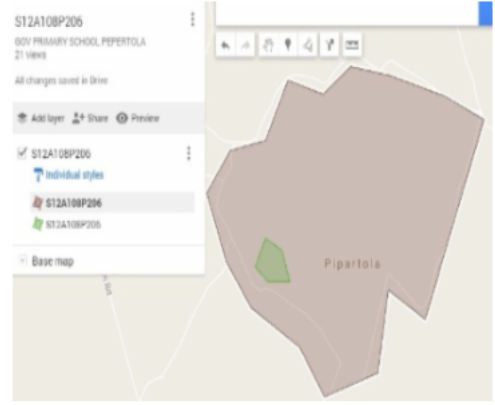 S12A108P206
GOV PRIMARY SCHOOL, PEPERTOLA
21 views
All changes saved in Drive
Add layer Share Preview
S12A108P206
Individual styles
S12A108P206
S12A108P206
Base map
Pipartola